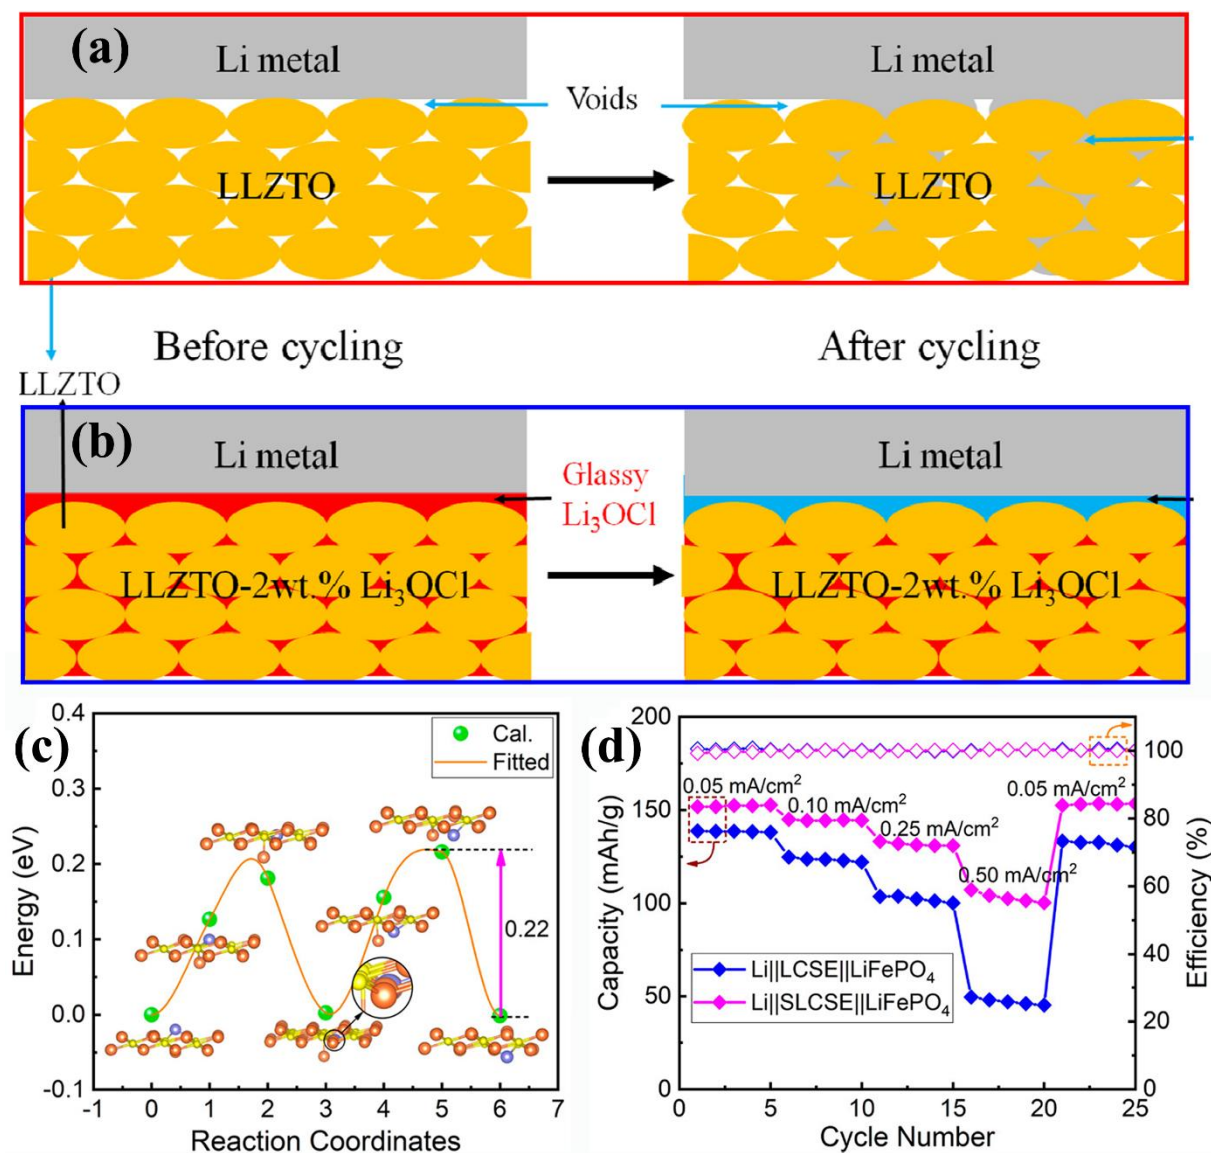 (a)
Li metal
Voids
Li metal
LLZTO
LLZTO
Before cycling
After cycling
LLZTO
(b)
Li metal
Glassy
Li₃OCl
Li metal
LLZTO-2wt.% Li₃OCl
LLZTO-2wt.% Li₃OCl
(c)
0.4
0.3
0.2
0.1
0.0
-0.1
Energy (eV)
Cal.
Fitted
0.22
-1 0 1 2 3 4 5 6 7
Reaction Coordinates
(d)
200
150
100
50
0
Capacity (mAh/g)
0.05 mA/cm²
0.10 mA/cm²
0.25 mA/cm²
0.50 mA/cm²
0.05 mA/cm²
Li||LCSE||LiFePO₄
Li||SLCSE||LiFePO₄
100
80
60
40
20
0
Efficiency (%)
0 5 10 15 20 25
Cycle Number